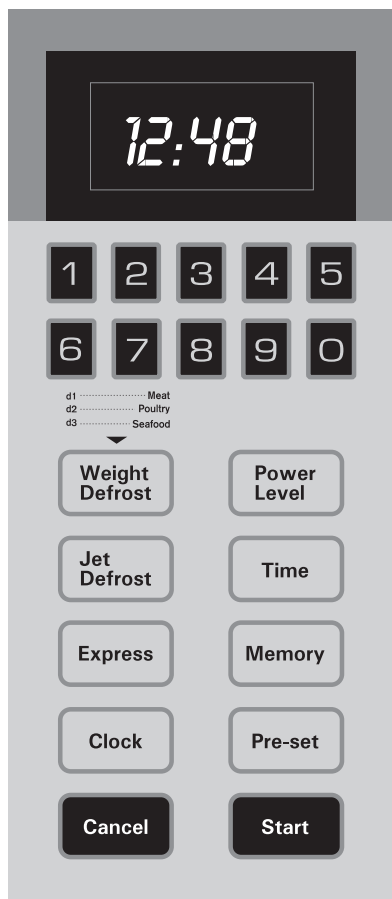 12:48
1 2 3 4 5
6 7 8 9 0
d1 ........................ Meat
d2 .................... Poultry
d3 .................. Seafood
Weight
Defrost
Power
Level
Jet
Defrost
Time
Express
Memory
Clock
Pre-set
Cancel
Start